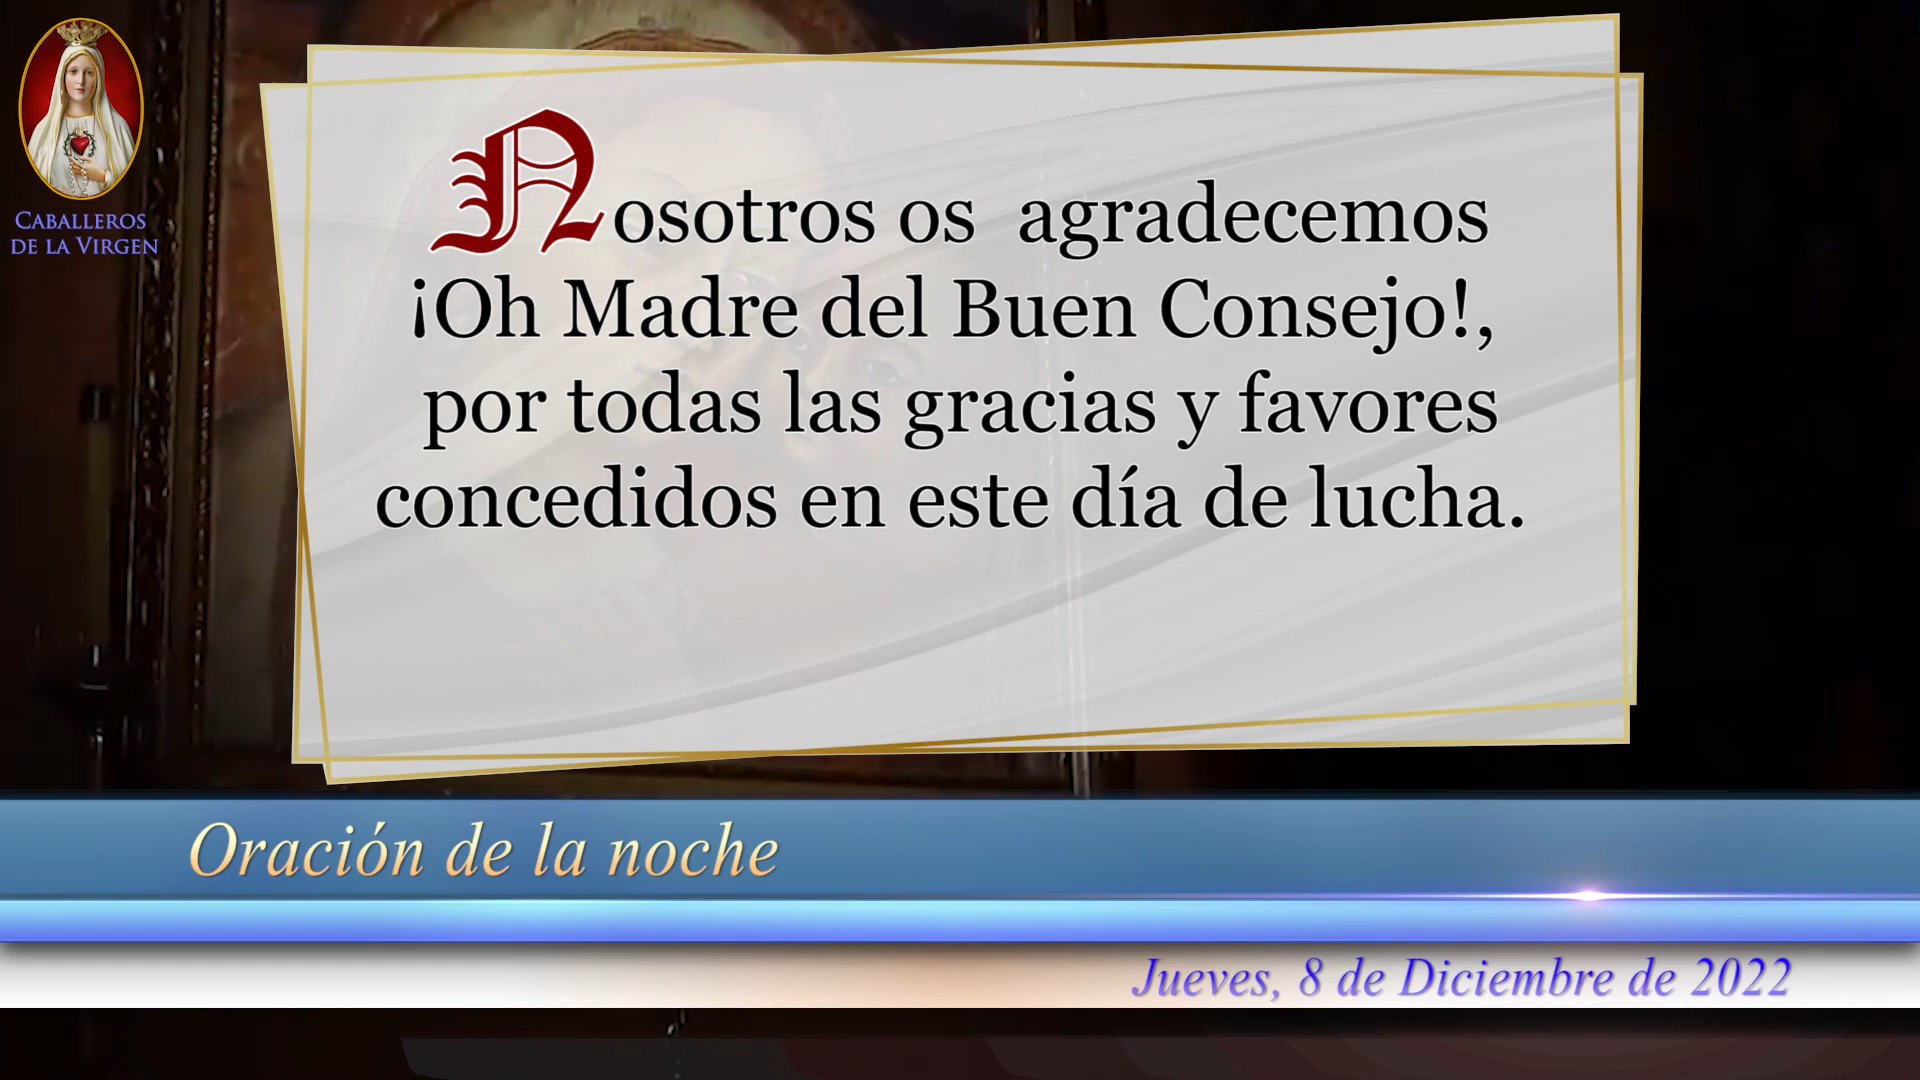 CABALLEROS
DE LA VIRGEN
Nosotros os agradecemos
¡Oh Madre del Buen Consejo!,
por todas las gracias y favores
concedidos en este día de lucha.
Oración de la noche
Jueves, 8 de Diciembre de 2022